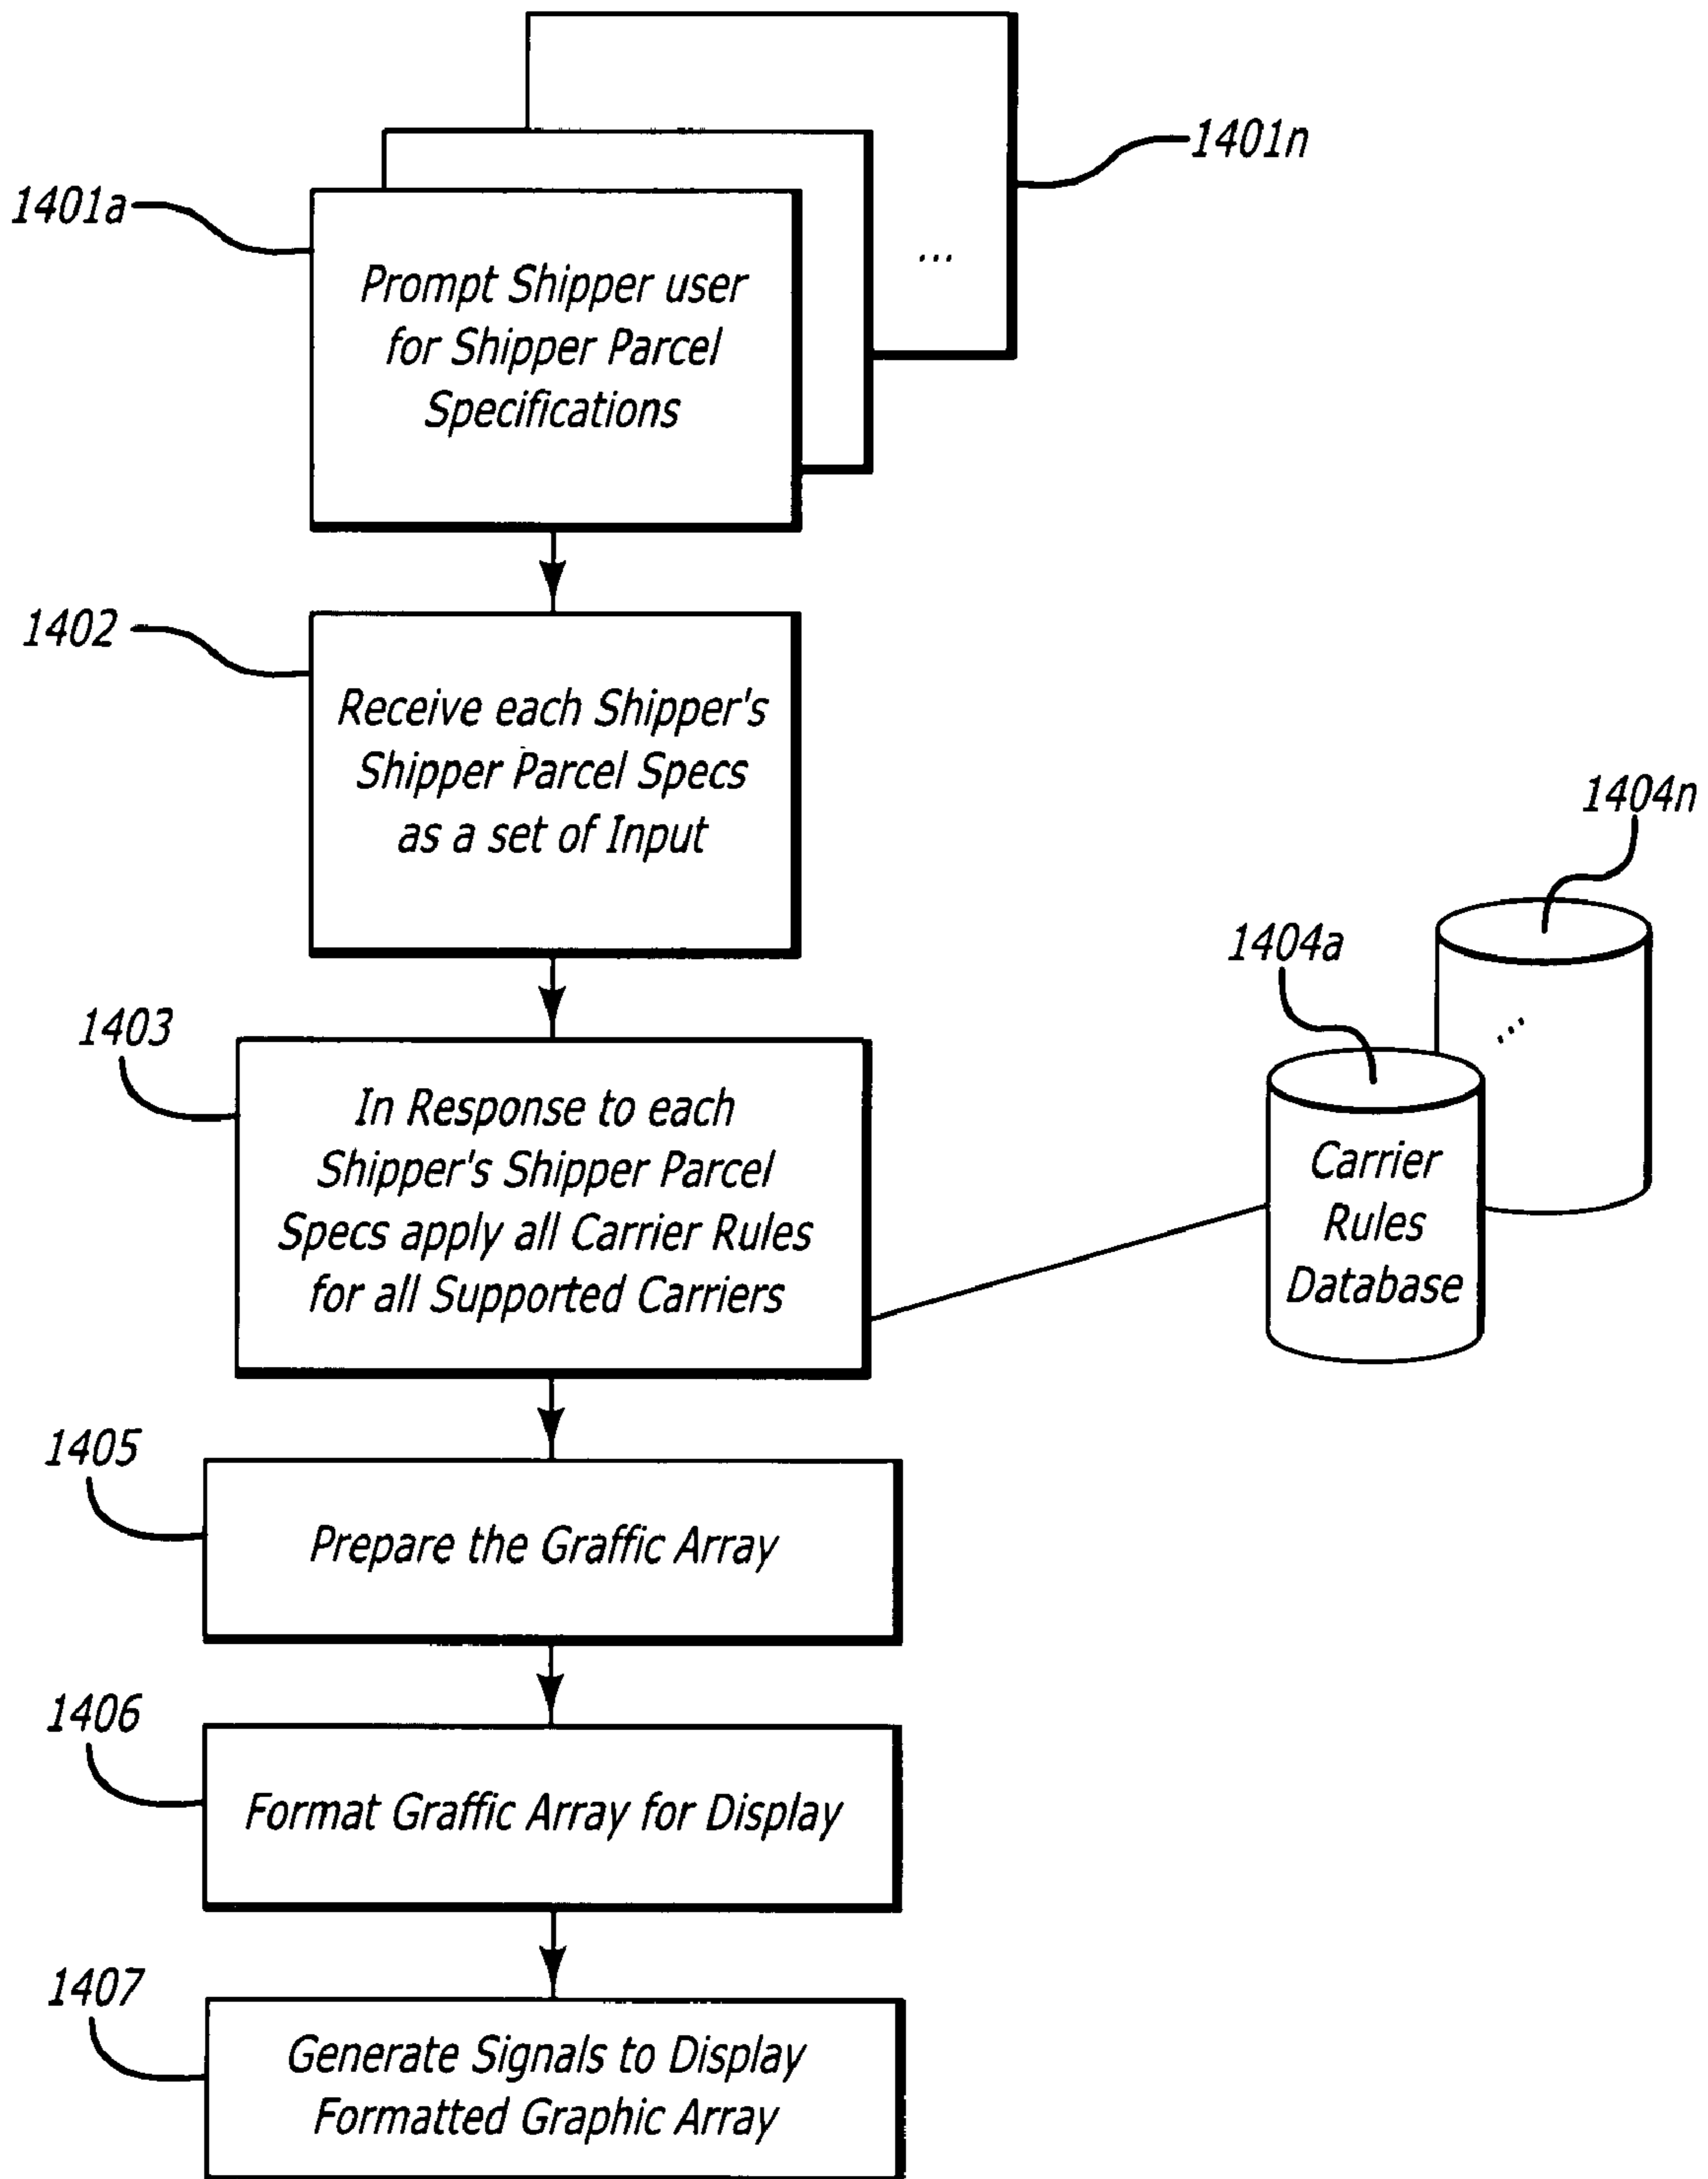 1401n
1401a
...
Prompt Shipper user
for Shipper Parcel
Specifications
1402
Receive each Shipper's
Shipper Parcel Specs
as a set of Input
1404n
1404a
...
1403
In Response to each
Shipper's Shipper Parcel
Specs apply all Carrier Rules
for all Supported Carriers
Carrier
Rules
Database
1405
Prepare the Graffic Array
1406
Format Graffic Array for Display
1407
Generate Signals to Display
Formatted Graphic Array